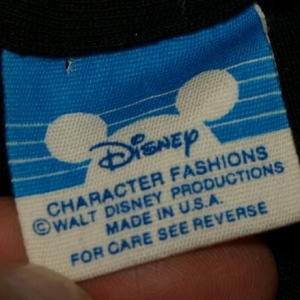 Disney
CHARACTER FASHIONS
©WALT DISNEY PRODUCTIONS
MADE IN U.S.A.
FOR CARE SEE REVERSE